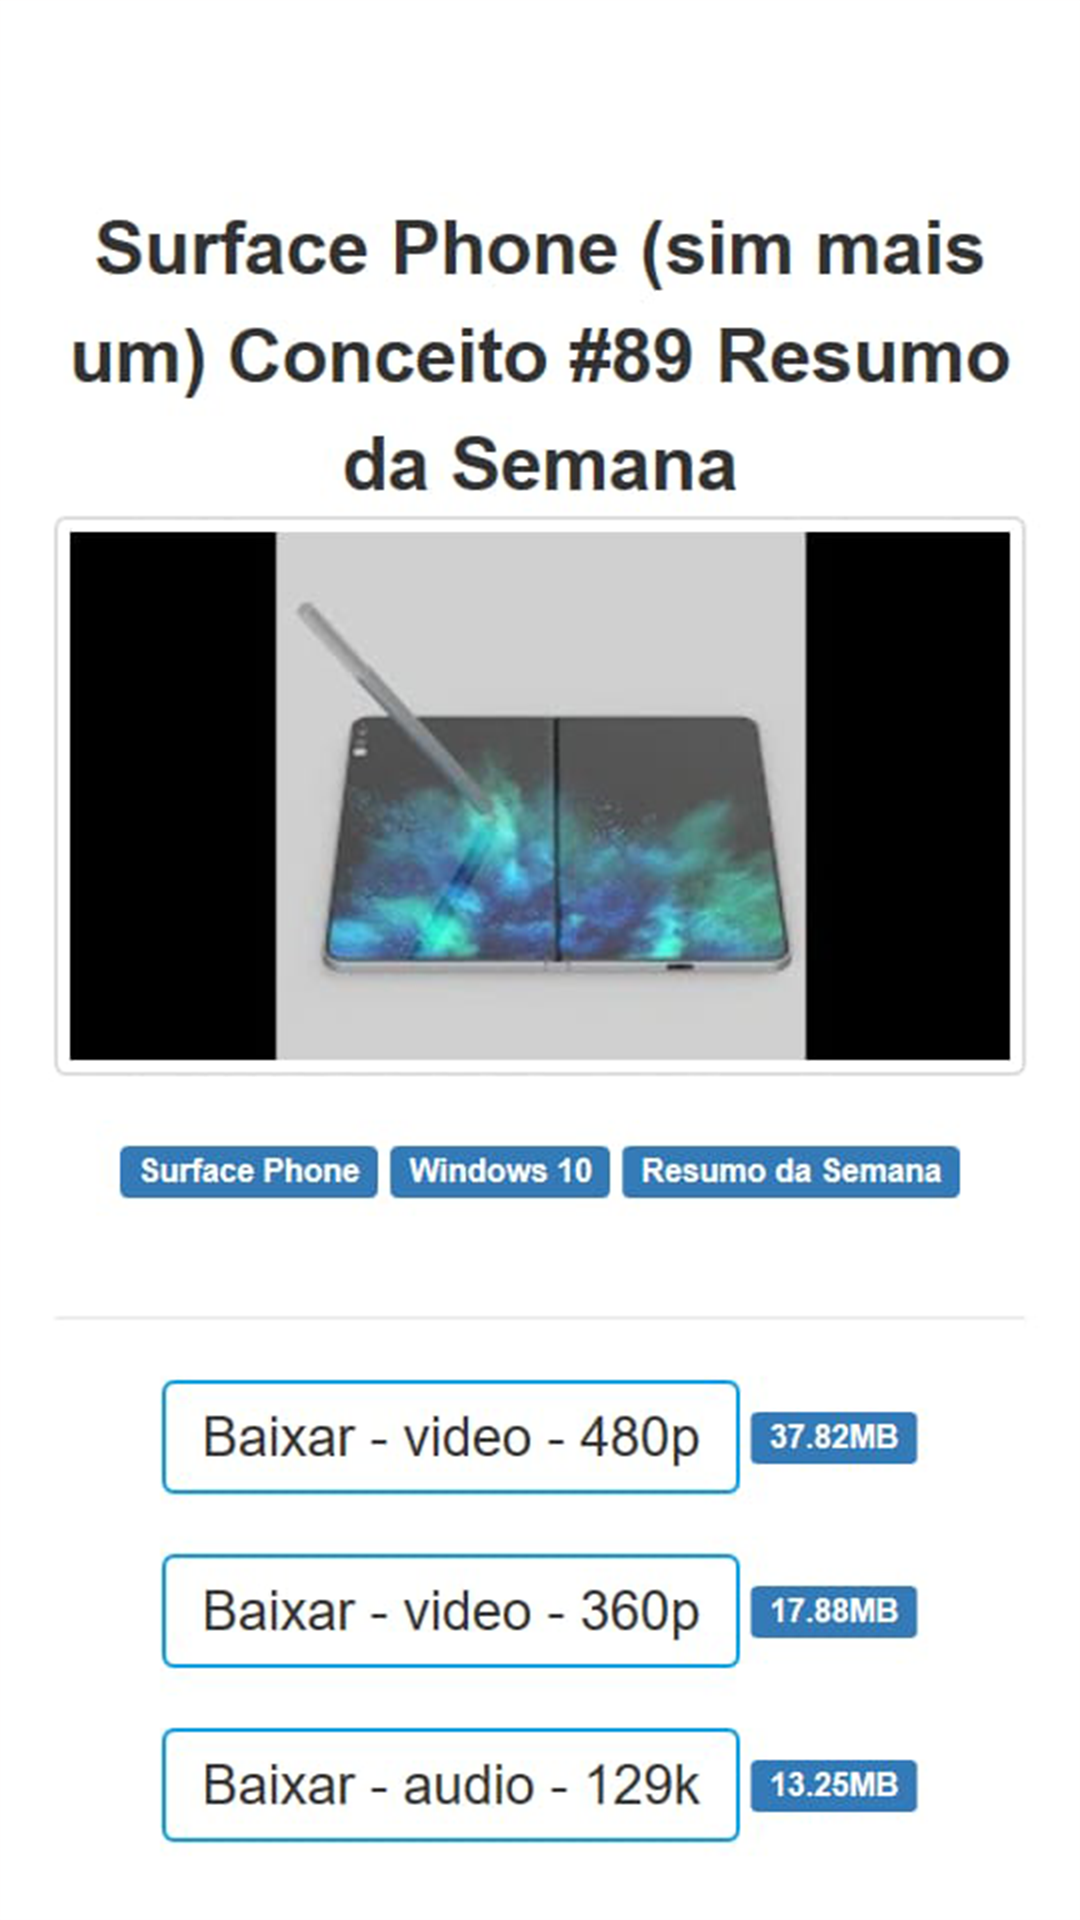 Surface Phone (sim mais
um) Conceito #89 Resumo
da Semana
Surface Phone Windows 10 Resumo da Semana
Baixar - video - 480p 37.82MB
Baixar - video - 360p 17.88MB
Baixar - audio - 129k 13.25MB